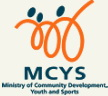 MCYS
Ministry of Community Development,
Youth and Sports